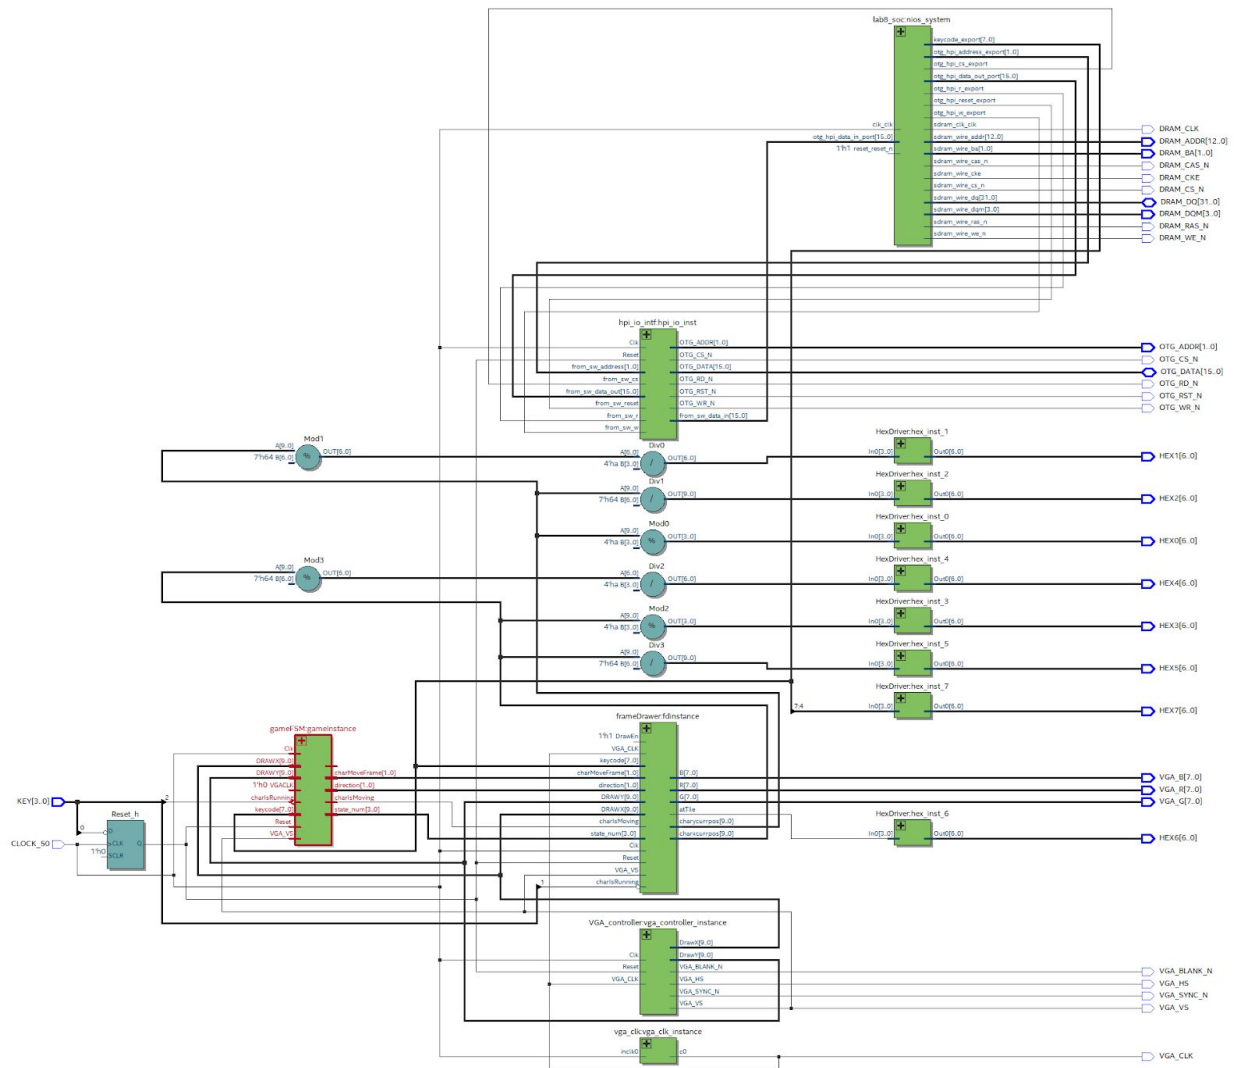 lab8_soc:nios_system
keycode_export[7..0]
otg_hpi_address_export[1..0]
otg_hpi_cs_export
otg_hpi_data_out_port[15..0]
otg_hpi_r_export
otg_hpi_reset_export
otg_hpi_w_export
clk_clk
sdram_clk_clk
DRAM_CLK
otg_hpi_data_in_port[15..0]
sdram_wire_addr[12..0]
DRAM_ADDR[12..0]
1'h1 reset_reset_n
sdram_wire_ba[1..0]
DRAM_BA[1..0]
sdram_wire_cas_n
DRAM_CAS_N
sdram_wire_cke
DRAM_CKE
sdram_wire_cs_n
DRAM_CS_N
sdram_wire_dq[31..0]
DRAM_DQ[31..0]
sdram_wire_dqm[3..0]
DRAM_DQM[3..0]
sdram_wire_ras_n
DRAM_RAS_N
sdram_wire_we_n
DRAM_WE_N
hpi_io_intf:hpi_io_inst
Clk
OTG_ADDR[1..0]
OTG_ADDR[1..0]
Reset
OTG_CS_N
OTG_CS_N
from_sw_address[1..0]
OTG_DATA[15..0]
OTG_DATA[15..0]
from_sw_cs
OTG_RD_N
OTG_RD_N
from_sw_data_out[15..0]
OTG_RST_N
OTG_RST_N
from_sw_reset
OTG_WR_N
OTG_WR_N
from_sw_r
from_sw_data_in[15..0]
from_sw_w
Mod1
A[9..0]
7'h64 B[6..0]
OUT[6..0]
Div0
A[6..0]
4'ha B[3..0]
OUT[6..0]
HexDriver:hex_inst_1
In0[3..0]
Out0[6..0]
HEX1[6..0]
Div1
A[9..0]
7'h64 B[6..0]
OUT[9..0]
HexDriver:hex_inst_2
In0[3..0]
Out0[6..0]
HEX2[6..0]
Mod0
A[9..0]
4'ha B[3..0]
OUT[3..0]
HexDriver:hex_inst_0
In0[3..0]
Out0[6..0]
HEX0[6..0]
Mod3
A[9..0]
7'h64 B[6..0]
OUT[6..0]
Div2
A[6..0]
4'ha B[3..0]
OUT[6..0]
HexDriver:hex_inst_4
In0[3..0]
Out0[6..0]
HEX4[6..0]
Mod2
A[9..0]
4'ha B[3..0]
OUT[3..0]
HexDriver:hex_inst_3
In0[3..0]
Out0[6..0]
HEX3[6..0]
Div3
A[9..0]
7'h64 B[6..0]
OUT[9..0]
HexDriver:hex_inst_5
In0[3..0]
Out0[6..0]
HEX5[6..0]
HexDriver:hex_inst_7
7:4
In0[3..0]
Out0[6..0]
HEX7[6..0]
gameFSM:gameinstance
Clk
DRAWX[9..0]
DRAWY[9..0]
charMoveFrame[1..0]
1'h0 VGACLK
direction[1..0]
charIsRunning
charIsMoving
keycode[7..0]
state_num[3..0]
Reset
VGA_VS
KEY[3..0]
2
Reset_h
0
D
CLOCK_50
CLK
Q
1'h0
SCLR
frameDrawer:fdinstance
1'h1 DrawEn
VGA_CLK
keycode[7..0]
charMoveFrame[1..0]
B[7..0]
VGA_B[7..0]
direction[1..0]
R[7..0]
VGA_R[7..0]
DRAWY[9..0]
G[7..0]
VGA_G[7..0]
DRAWX[9..0]
atTile
charIsMoving
charycurrpos[9..0]
state_num[3..0]
charxcurrpos[9..0]
Clk
Reset
VGA_VS
1
charIsRunning
HexDriver:hex_inst_6
In0[3..0]
Out0[6..0]
HEX6[6..0]
VGA_controller:vga_controller_instance
DrawX[9..0]
Clk
DrawY[9..0]
Reset
VGA_BLANK_N
VGA_BLANK_N
VGA_CLK
VGA_HS
VGA_HS
VGA_SYNC_N
VGA_SYNC_N
VGA_VS
VGA_VS
vga_clk:vga_clk_instance
inclk0
c0
VGA_CLK